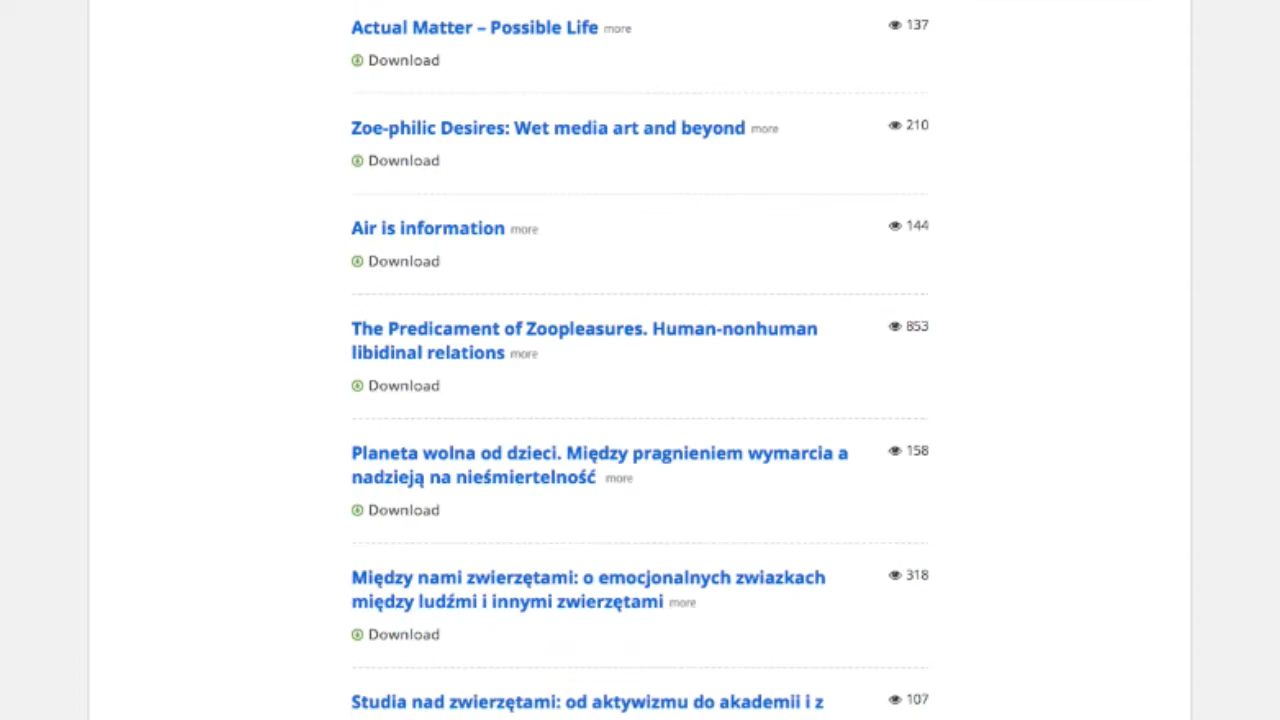 Actual Matter – Possible Life more 137
Download
Zoe-philic Desires: Wet media art and beyond more 210
Download
Air is information more 144
Download
The Predicament of Zoopleasures. Human-nonhuman 853
libidinal relations more
Download
Planeta wolna od dzieci. Między pragnieniem wymarcia a 158
nadzieją na nieśmiertelność more
Download
Między nami zwierzętami: o emocjonalnych zwiazkach 318
między ludźmi i innymi zwierzętami more
Download
Studia nad zwierzętami: od aktywizmu do akademii i z 107